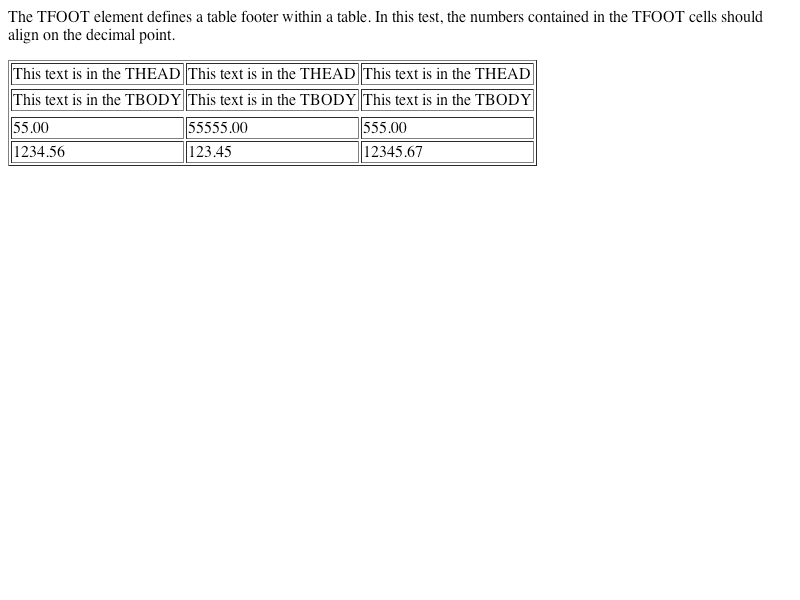 The TFOOT element defines a table footer within a table. In this test, the numbers contained in the TFOOT cells should
align on the decimal point.
This text is in the THEAD This text is in the THEAD This text is in the THEAD
This text is in the TBODY This text is in the TBODY This text is in the TBODY
55.00 55555.00 555.00
1234.56 123.45 12345.67